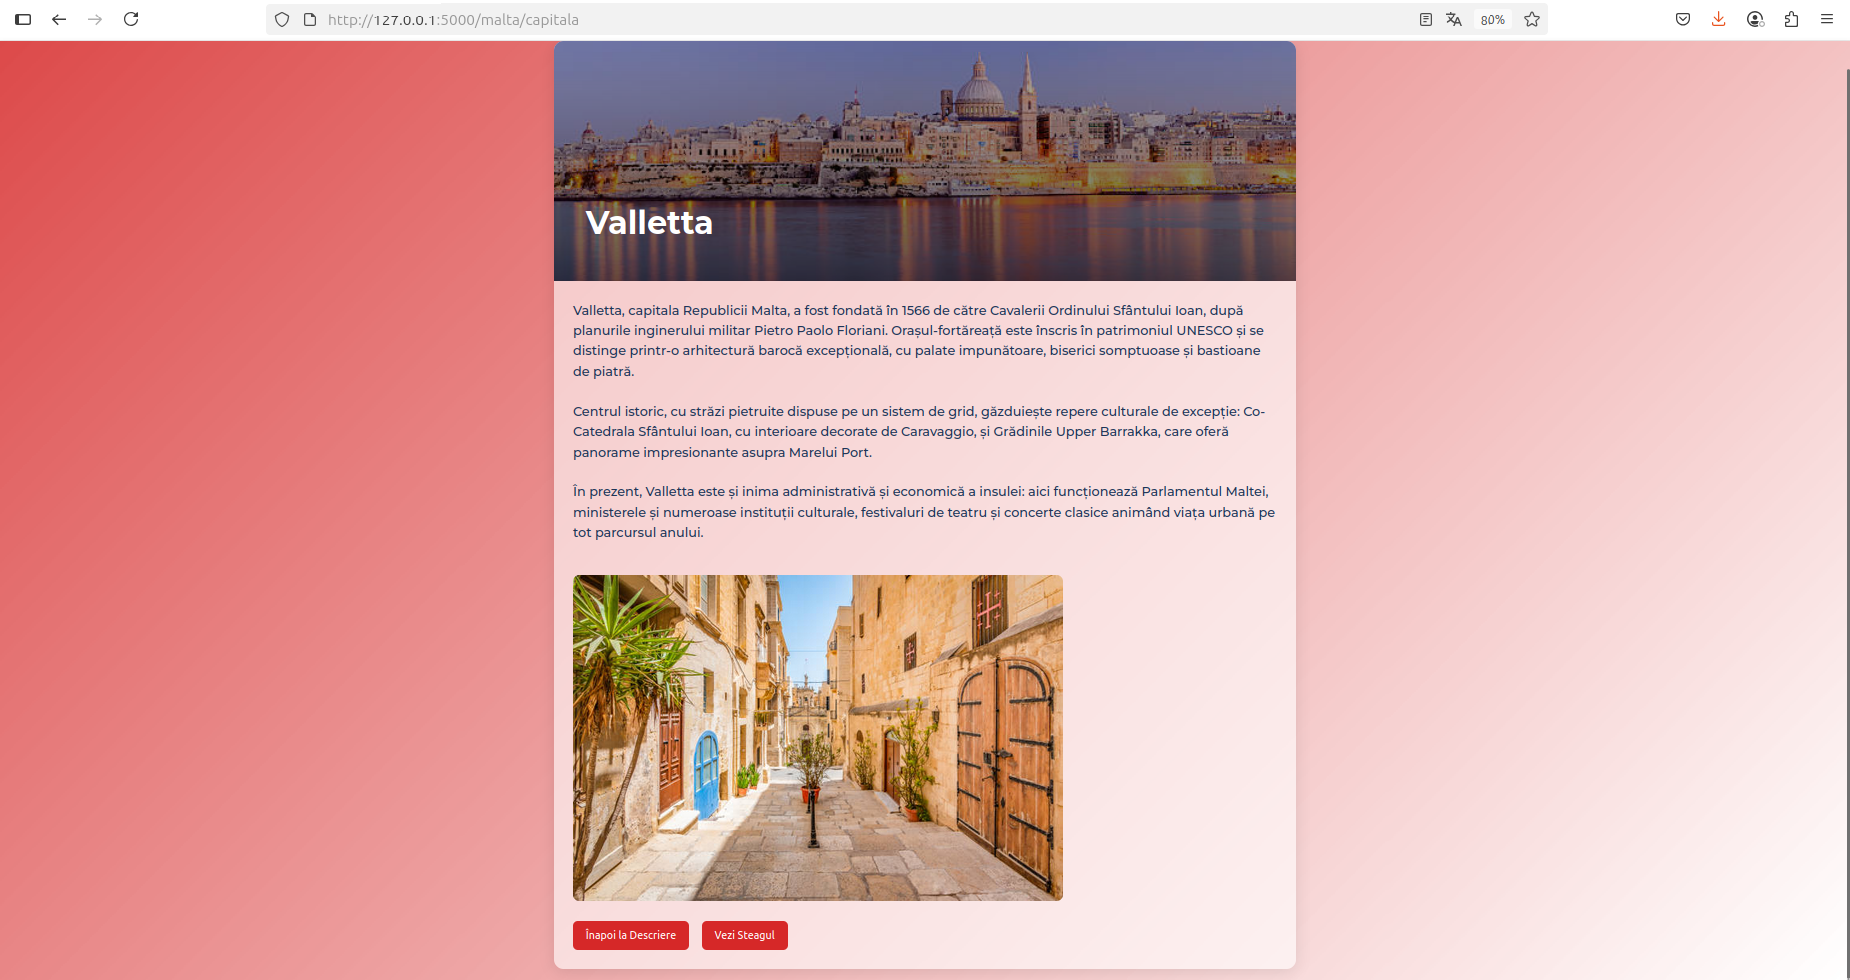 http://127.0.0.1:5000/malta/capitala
80%
Valletta
Valletta, capitala Republicii Malta, a fost fondată în 1566 de către Cavalerii Ordinului Sfântului Ioan, după
planurile inginerului militar Pietro Paolo Floriani. Orașul-fortăreață este înscris în patrimoniul UNESCO și se
distinge printr-o arhitectură barocă excepțională, cu palate impunătoare, biserici somptuoase și bastioane
de piatră.
Centrul istoric, cu străzi pietruite dispuse pe un sistem de grid, găzduiește repere culturale de excepție: Co-
Catedrala Sfântului Ioan, cu interioare decorate de Caravaggio, și Grădinile Upper Barrakka, care oferă
panorame impresionante asupra Marelui Port.
În prezent, Valletta este și inima administrativă și economică a insulei: aici funcționează Parlamentul Maltei,
ministerele și numeroase instituții culturale, festivaluri de teatru și concerte clasice animând viața urbană pe
tot parcursul anului.
Înapoi la Descriere
Vezi Steagul